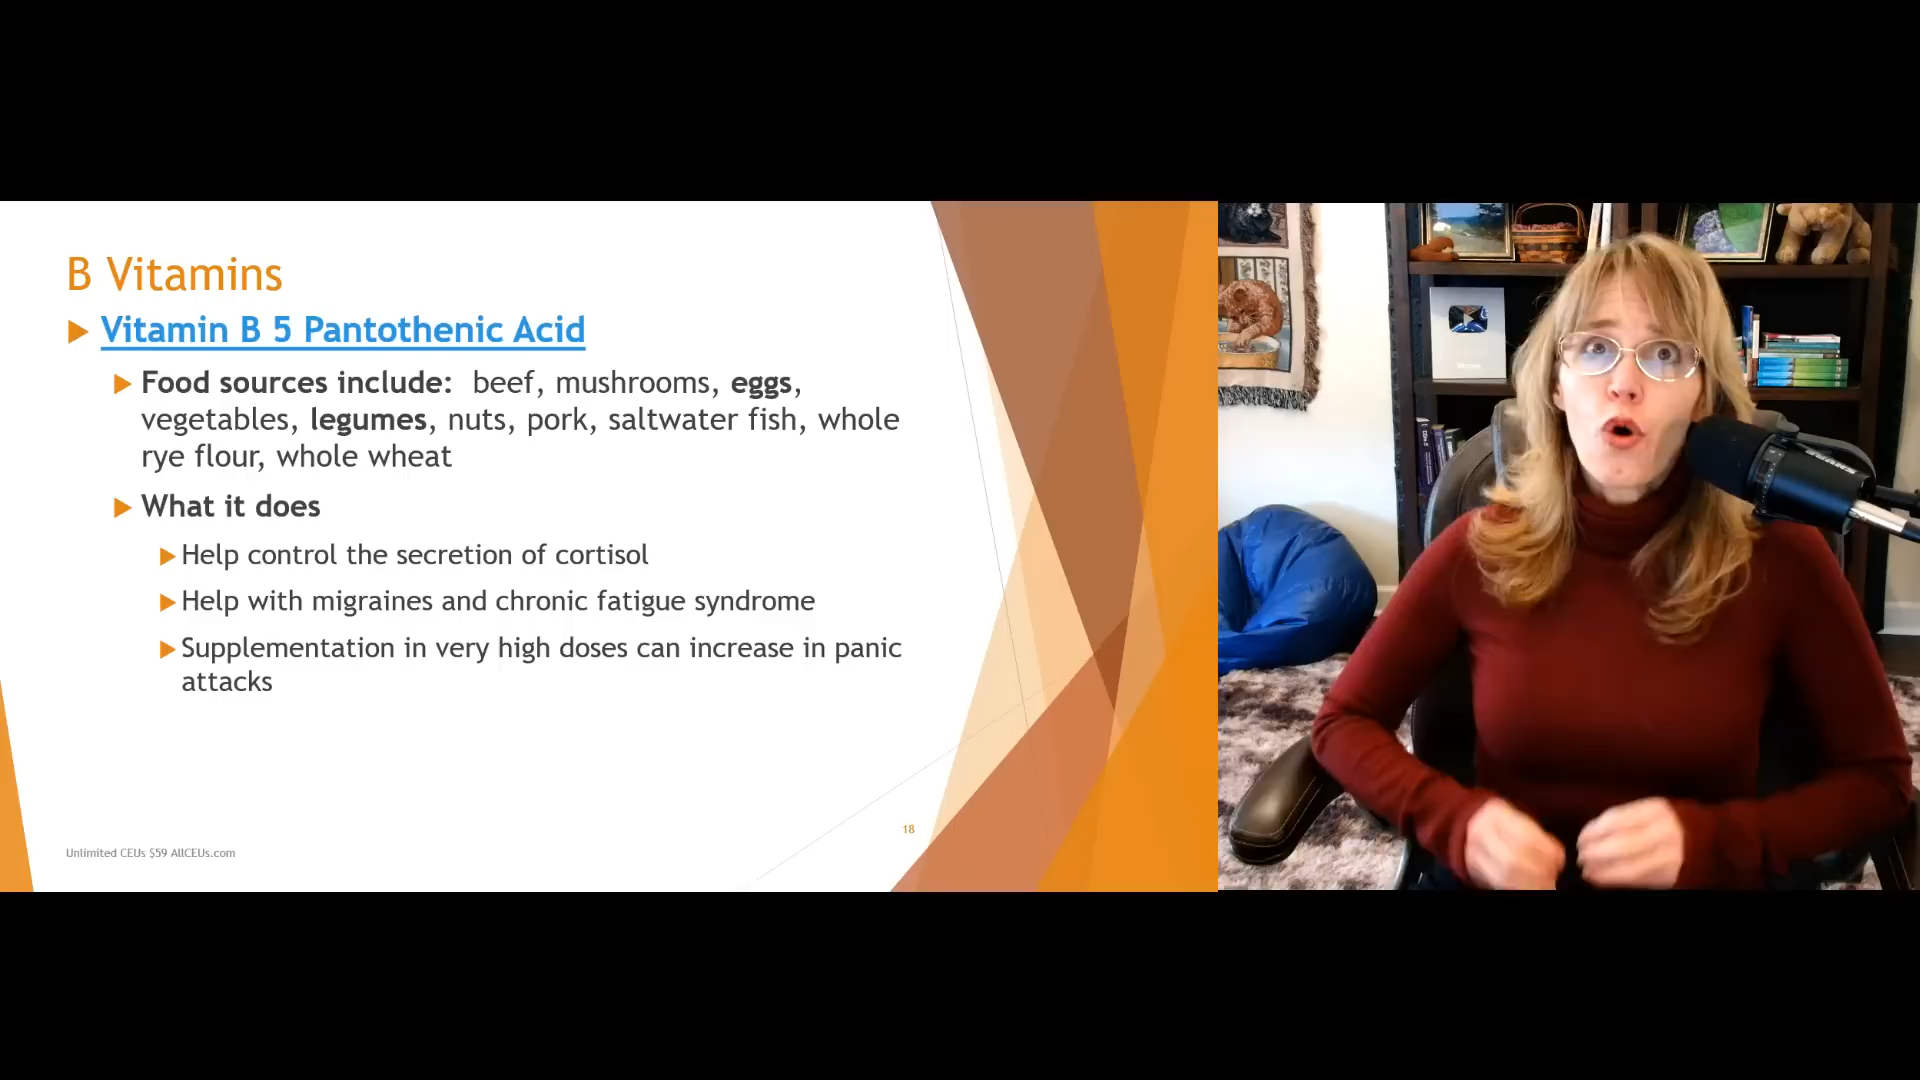 B Vitamins
Vitamin B 5 Pantothenic Acid
Food sources include:  beef, mushrooms, eggs,
vegetables, legumes, nuts, pork, saltwater fish, whole
rye flour, whole wheat
What it does
Help control the secretion of cortisol
Help with migraines and chronic fatigue syndrome
Supplementation in very high doses can increase in panic
attacks
18
Unlimited CEUs $59 AllCEUs.com